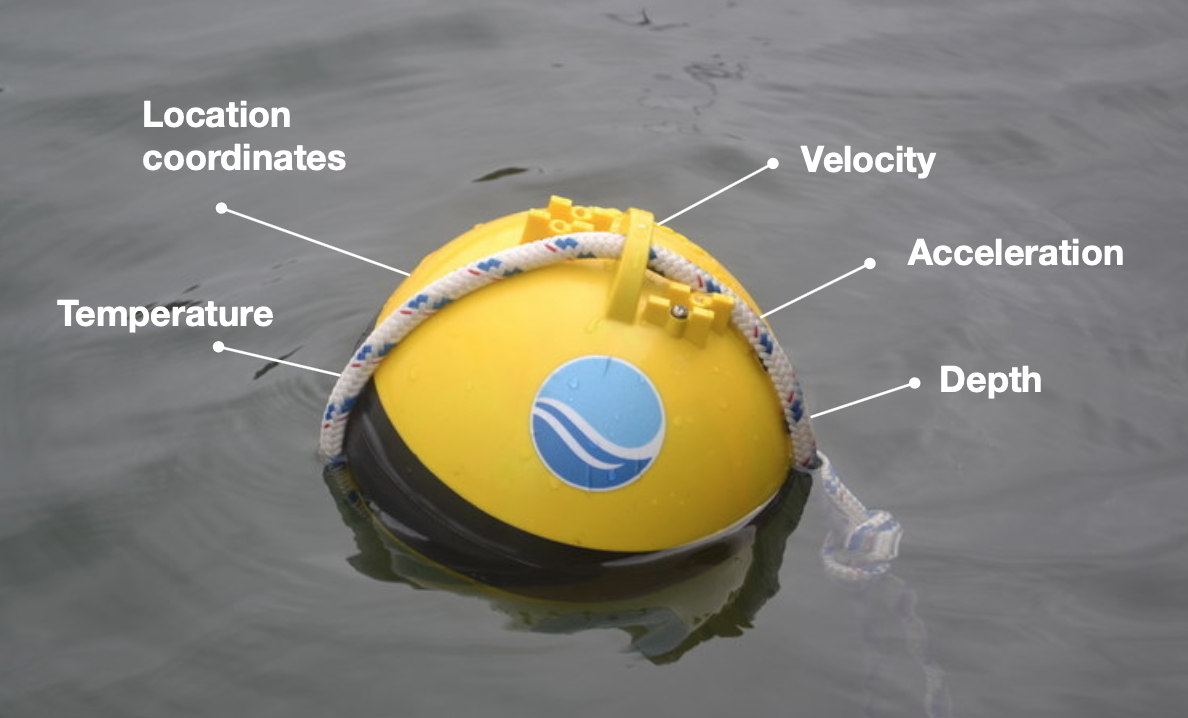 Location
coordinates
Velocity
Acceleration
Temperature
Depth